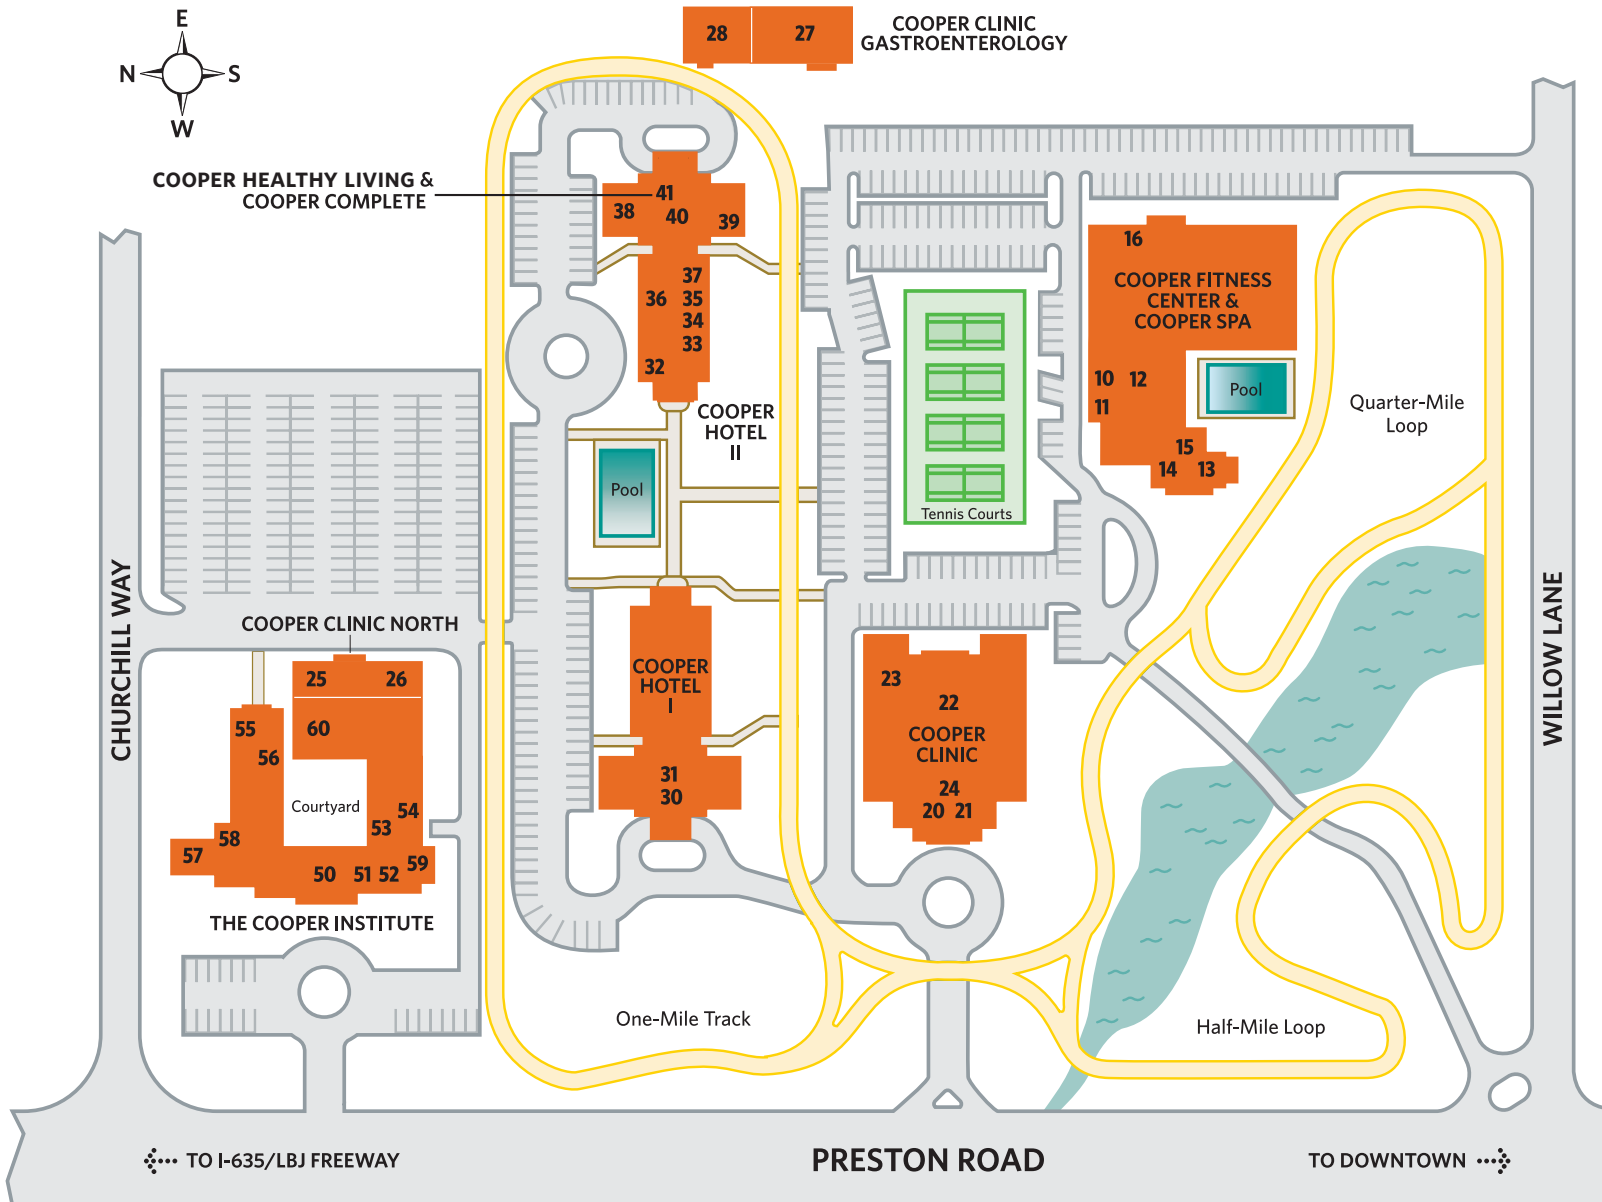 E
N
S
W
28
27
COOPER CLINIC
GASTROENTEROLOGY
COOPER HEALTHY LIVING &
COOPER COMPLETE
41
38
40
39
37
36
35
34
33
32
COOPER
HOTEL
II
Pool
Tennis Courts
16
COOPER FITNESS
CENTER &
COOPER SPA
10
12
11
Pool
15
14
13
Quarter-Mile
Loop
CHURCHILL WAY
WILLOW LANE
COOPER CLINIC NORTH
25
26
60
55
56
Courtyard
54
53
58
57
59
50
51
52
THE COOPER INSTITUTE
COOPER
HOTEL
I
31
30
23
22
COOPER
CLINIC
24
20
21
One-Mile Track
Half-Mile Loop
TO I-635/LBJ FREEWAY
PRESTON ROAD
TO DOWNTOWN